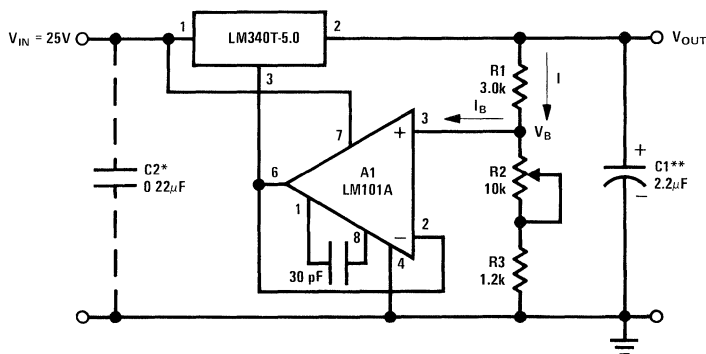 V_IN = 25V
1
LM340T-5.0
2
V_OUT
3
R1
3.0k
I
I_B
3
V_B
7
+
6
A1
LM101A
C2*
0 22μF
R2
10k
+
C1**
2.2μF
−
1
8
2
−
4
30 pF
R3
1.2k